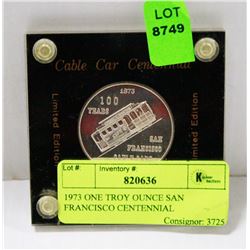 LOT
8749
Cable Car Centennial
Limited Edition
Limited Edition
1973
100
YEARS
SAN
FRANCISCO
Lot #: Inventory #:
820636
1973 ONE TROY OUNCE SAN
FRANCISCO CENTENNIAL
Consignor: 3725